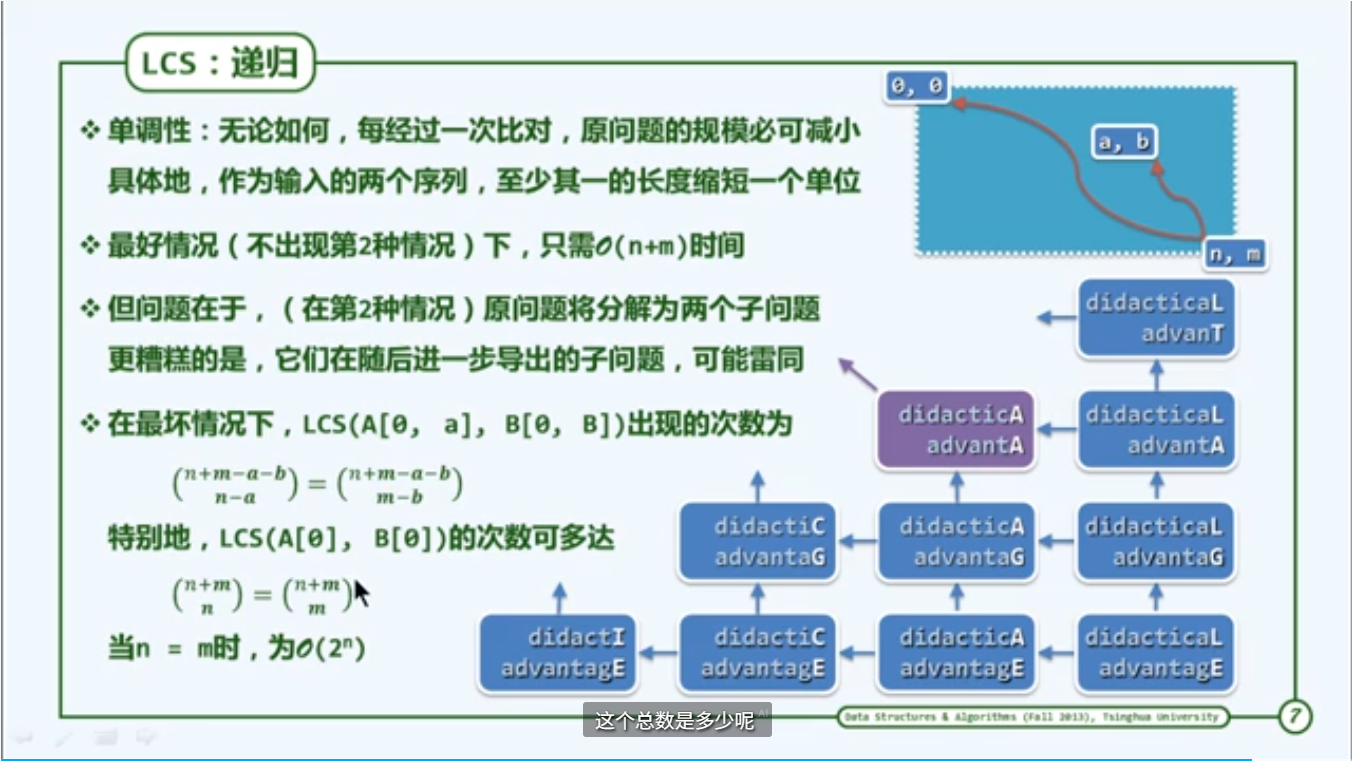 LCS：递归
❖ 单调性：无论如何，每经过一次比对，原问题的规模必可减小
具体地，作为输入的两个序列，至少其一的长度缩短一个单位
❖ 最好情况（不出现第2种情况）下，只需O(n+m)时间
❖ 但问题在于，（在第2种情况）原问题将分解为两个子问题
更糟糕的是，它们在随后进一步导出的子问题，可能雷同
❖ 在最坏情况下，LCS(A[0, a], B[0, B])出现的次数为
(n+m−a−b n−a) = (n+m−a−b m−b)
特别地，LCS(A[0], B[0])的次数可多达
(n+m n) = (n+m m)
当n = m时，为O(2ⁿ)
0, 0
a, b
n, m
didacticaL
advanT
didacticA
advantA
didacticaL
advantA
didactiC
advantaG
didacticA
advantaG
didacticaL
advantaG
didactI
advantagE
didactiC
advantagE
didacticA
advantagE
didacticaL
advantagE
这个总数是多少呢
Data Structures & Algorithms (Fall 2013), Tsinghua University
7